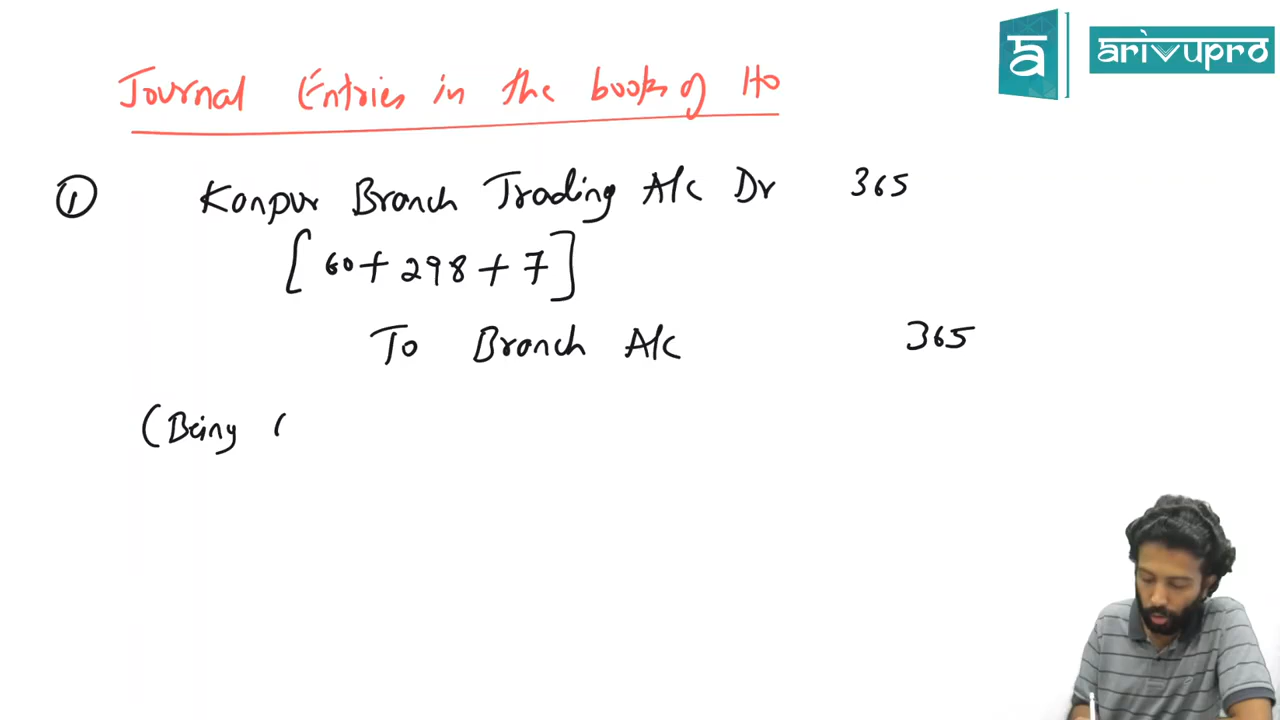 arivupro
Journal Entries in the books of HO
① Kanpur Branch Trading A/c Dr 365
[60 + 298 + 7]
To Branch A/c 365
(Being (